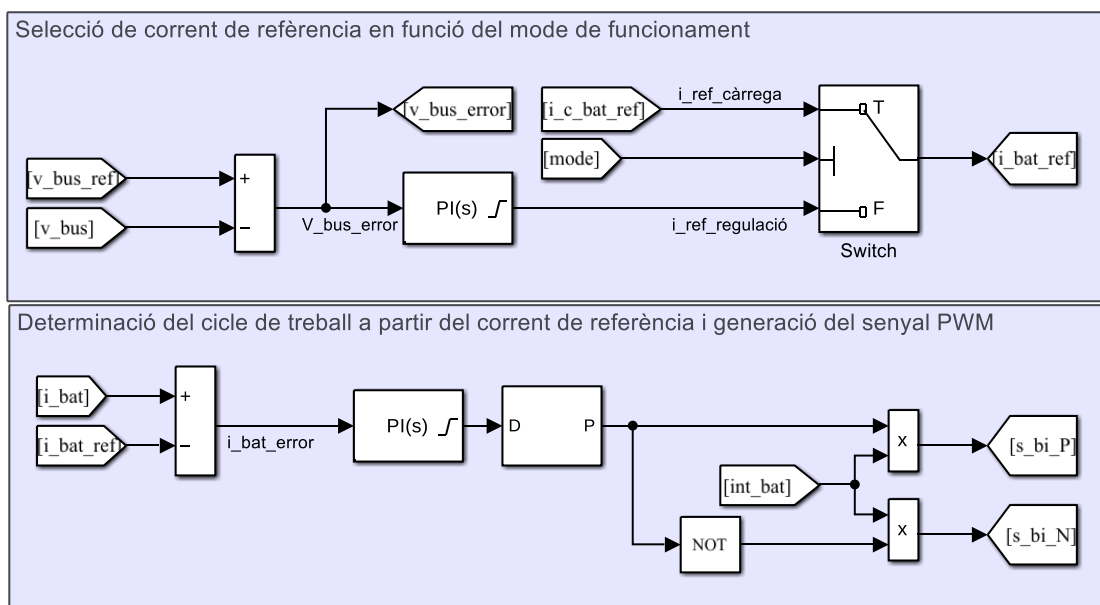 Selecció de corrent de refèrencia en funció del mode de funcionament
[v_bus_error]
[i_c_bat_ref]
i_ref_càrrega
T
[mode]
[i_bat_ref]
[v_bus_ref]
+
[v_bus]
−
V_bus_error
PI(s)
i_ref_regulació
F
Switch
Determinació del cicle de treball a partir del corrent de referència i generació del senyal PWM
[i_bat]
+
[i_bat_ref]
−
i_bat_error
PI(s)
D P
x
[s_bi_P]
[int_bat]
x
[s_bi_N]
NOT